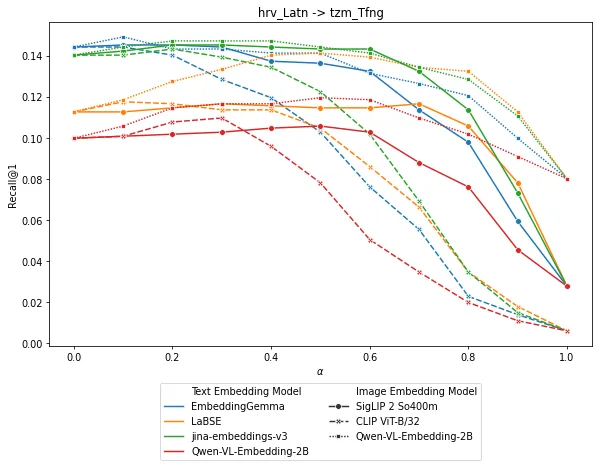 hrv_Latn -> tzm_Tfng
Recall@1
0.14
0.12
0.10
0.08
0.06
0.04
0.02
0.00
0.0 0.2 0.4 0.6 0.8 1.0
α
Text Embedding Model Image Embedding Model
EmbeddingGemma SigLIP 2 So400m
LaBSE CLIP ViT-B/32
jina-embeddings-v3 Qwen-VL-Embedding-2B
Qwen-VL-Embedding-2B